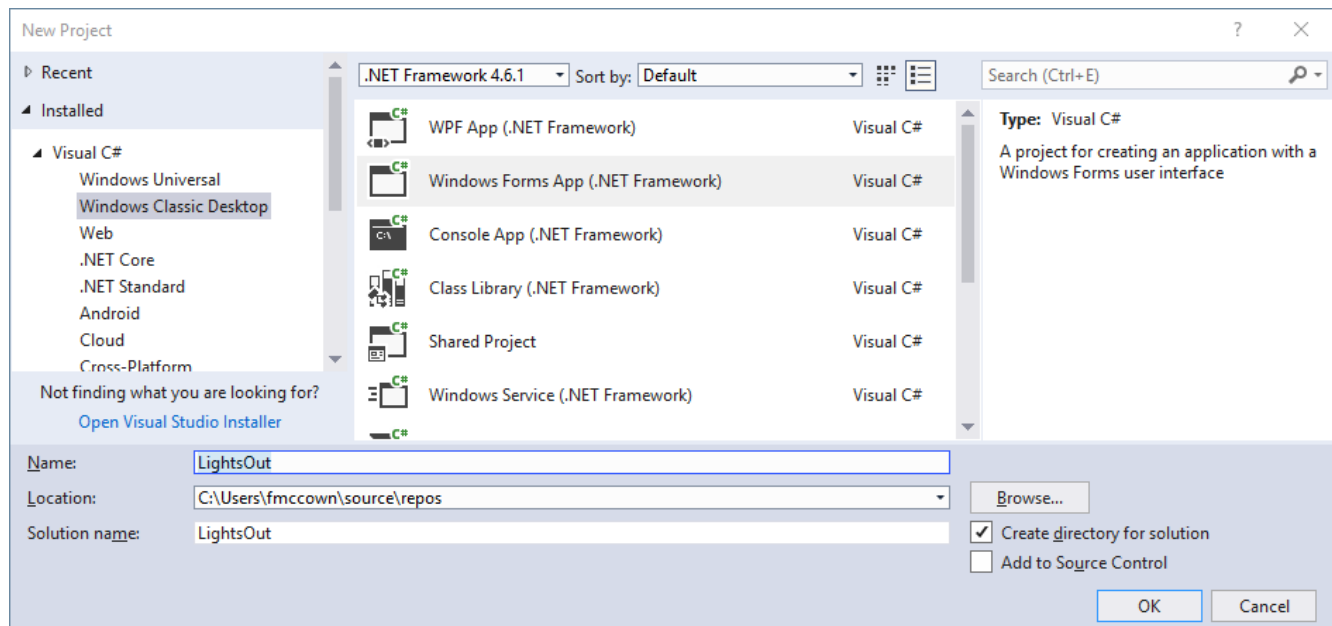 New Project
?
Recent
Installed
Visual C#
Windows Universal
Windows Classic Desktop
Web
.NET Core
.NET Standard
Android
Cloud
Cross-Platform
Not finding what you are looking for?
Open Visual Studio Installer
.NET Framework 4.6.1
Sort by: Default
C# WPF App (.NET Framework) Visual C#
C# Windows Forms App (.NET Framework) Visual C#
C# C:\ Console App (.NET Framework) Visual C#
C# Class Library (.NET Framework) Visual C#
C# Shared Project Visual C#
C# Windows Service (.NET Framework) Visual C#
C#
Search (Ctrl+E)
Type: Visual C#
A project for creating an application with a
Windows Forms user interface
Name: LightsOut
Location: C:\Users\fmccown\source\repos
Browse...
Solution name: LightsOut
Create directory for solution
Add to Source Control
OK
Cancel